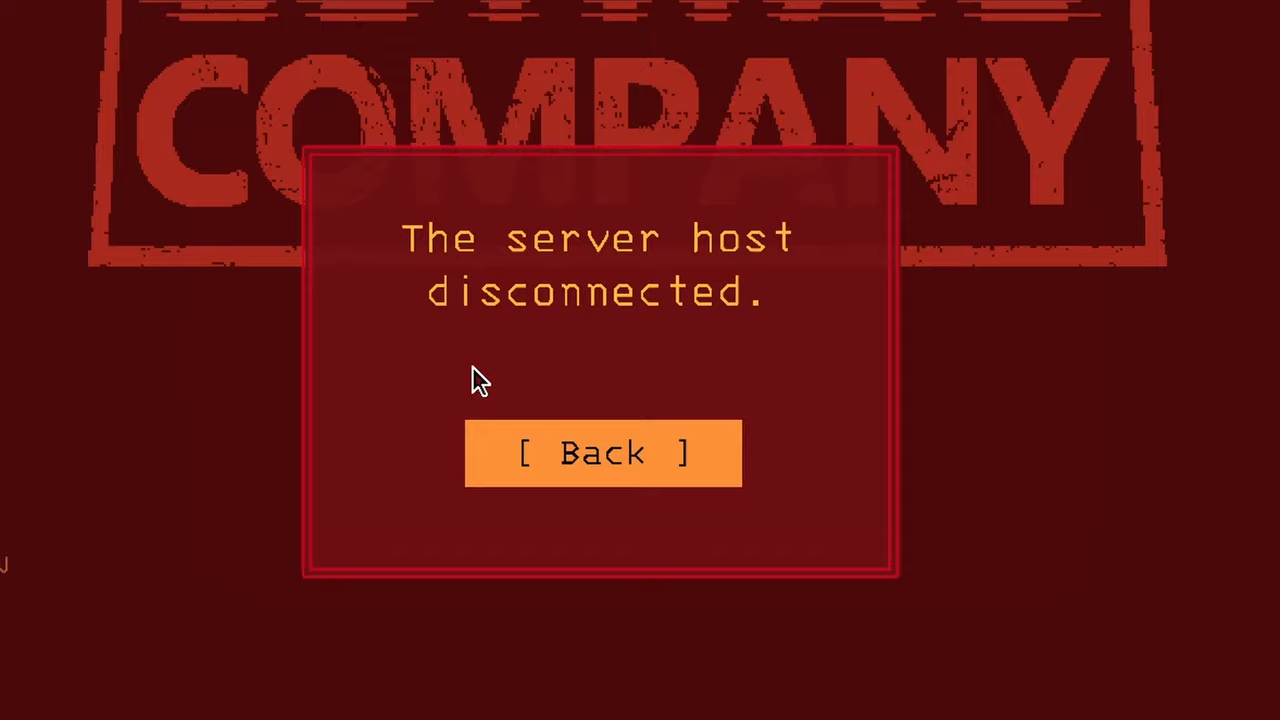 COMPANY
The server host
disconnected.
[ Back ]